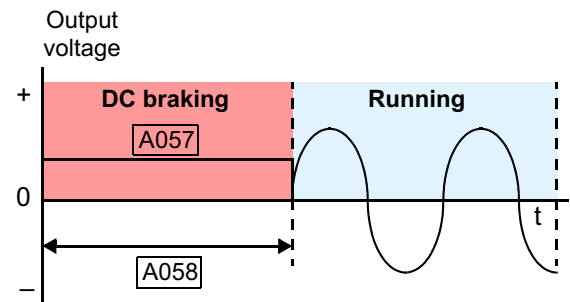 Output
voltage
+
DC braking
Running
A057
0
t
A058
–